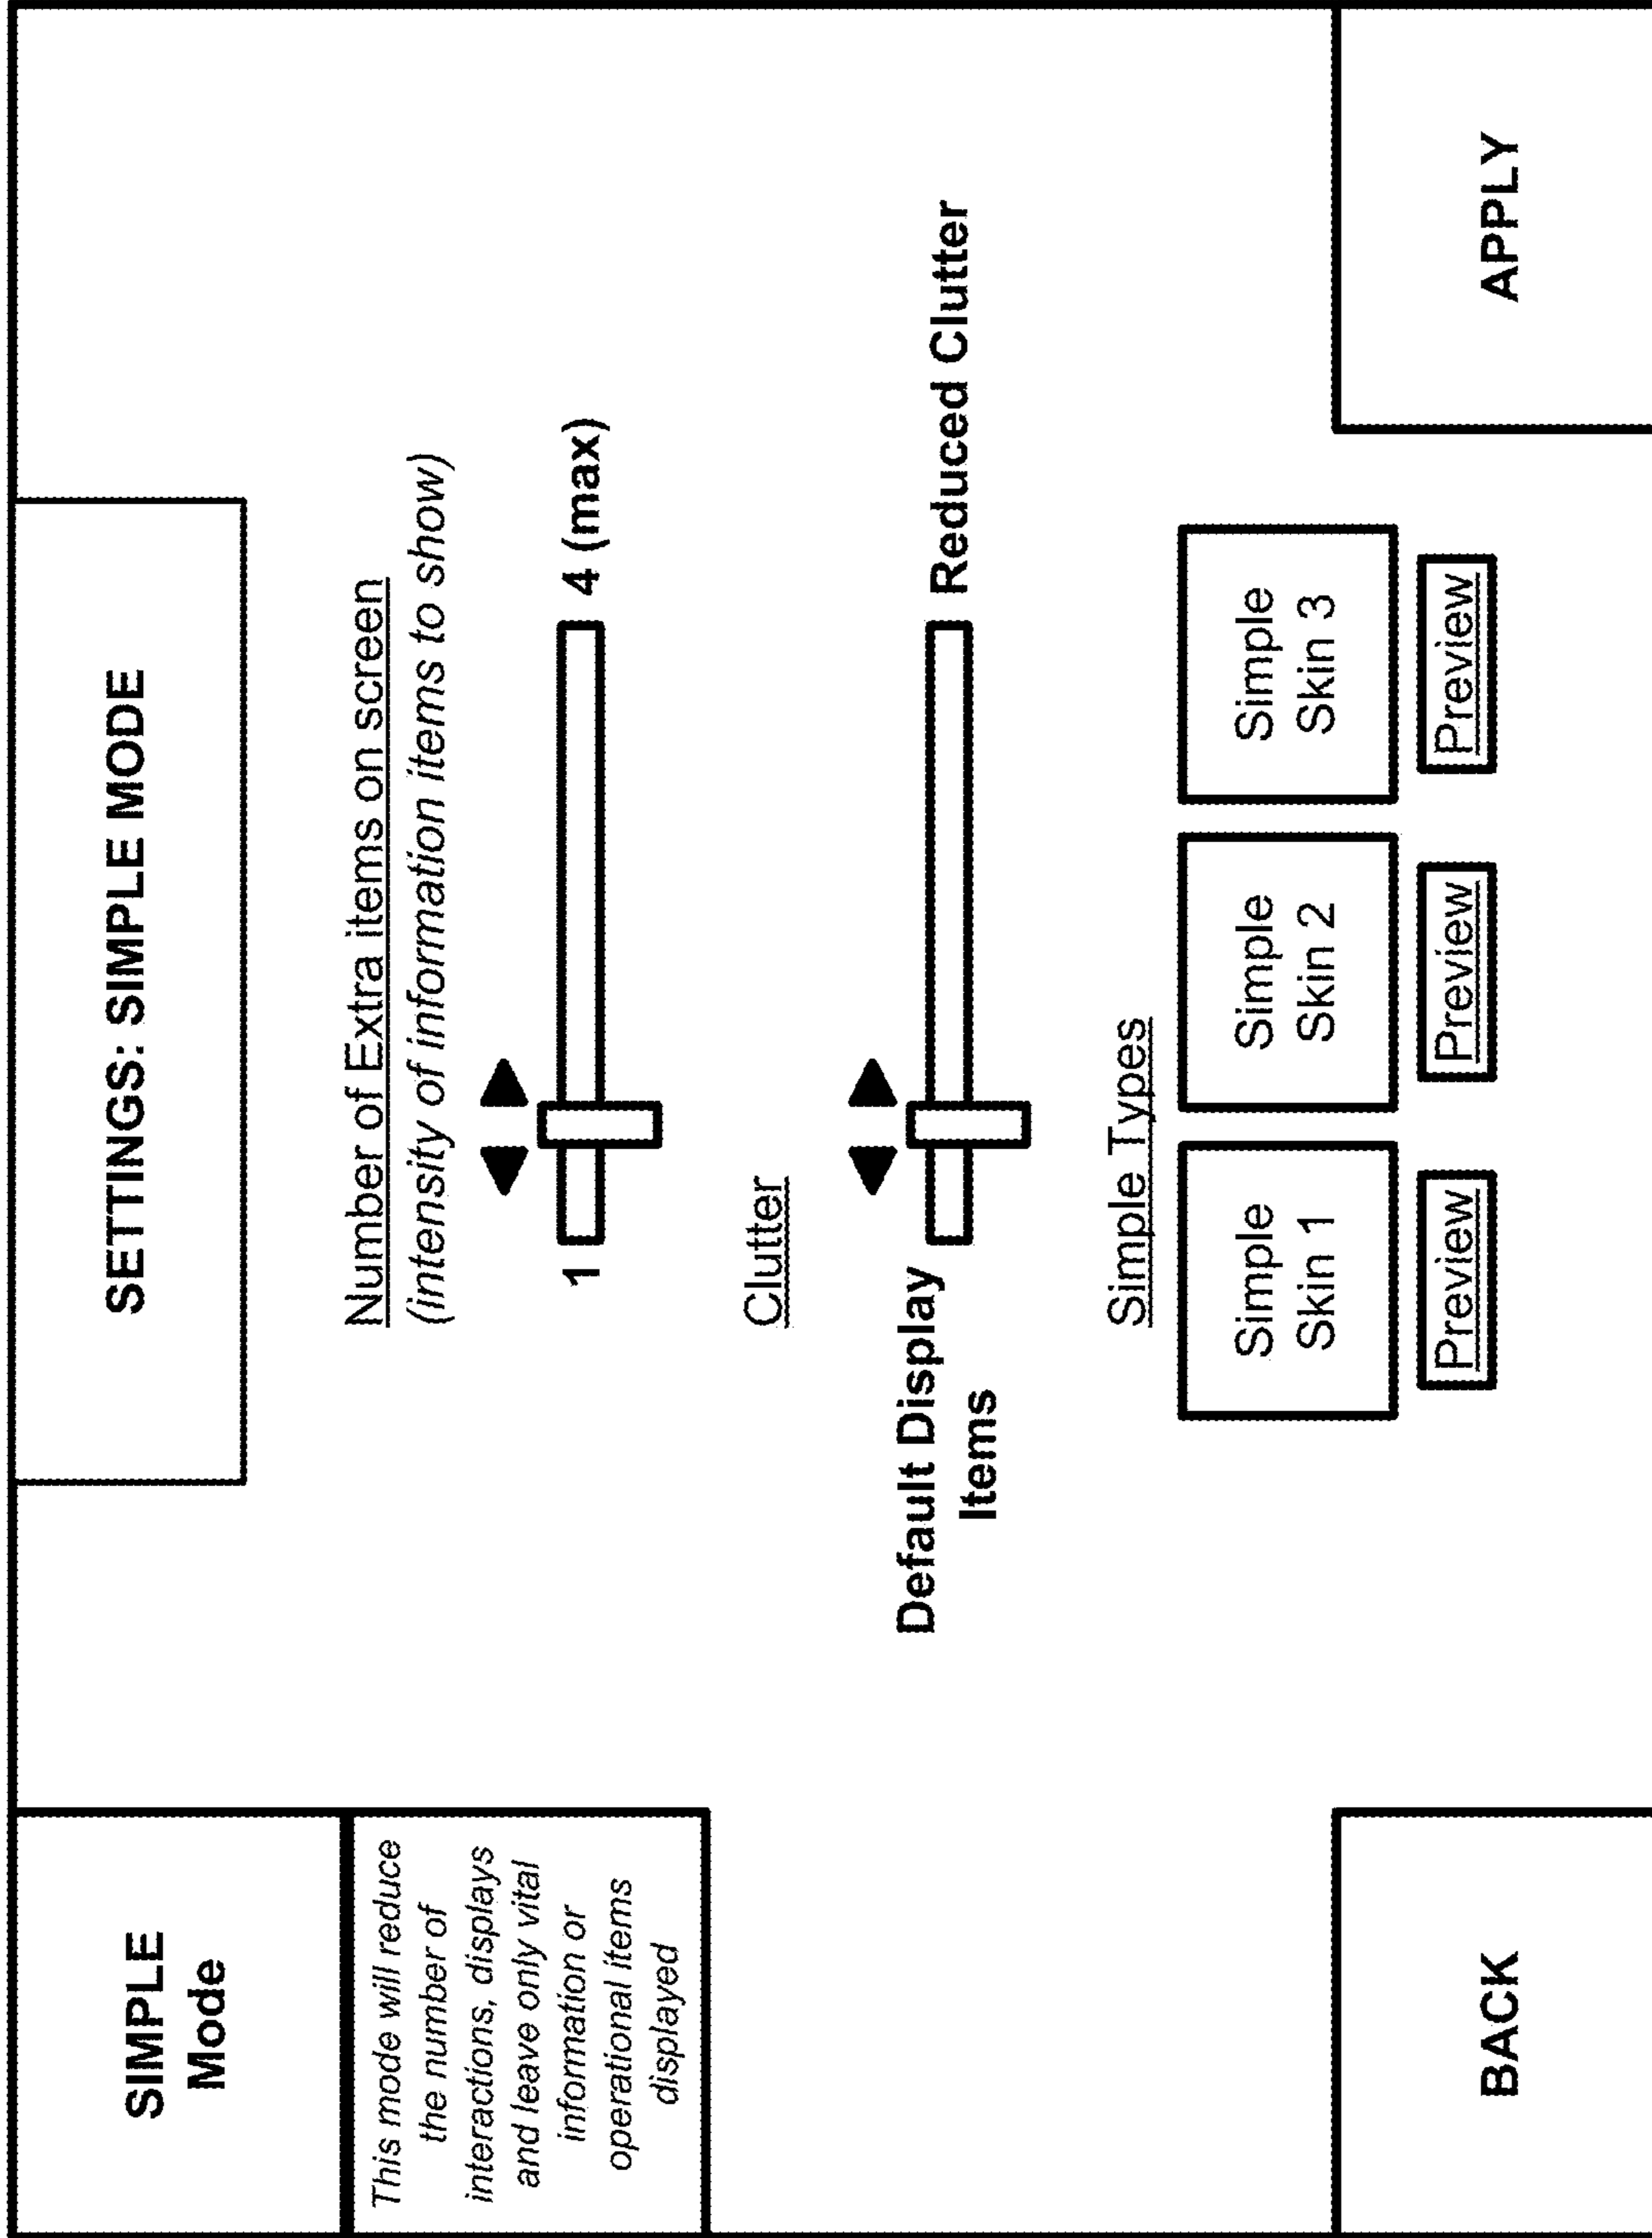 SIMPLE
Mode
This mode will reduce
the number of
interactions, displays
and leave only vital
information or
operational items
displayed
SETTINGS: SIMPLE MODE
Number of Extra items on screen
(intensity of information items to show)
1
4 (max)
Clutter
Default Display
Items
Reduced Clutter
Simple Types
Simple
Skin 1
Simple
Skin 2
Simple
Skin 3
Preview
Preview
Preview
BACK
APPLY